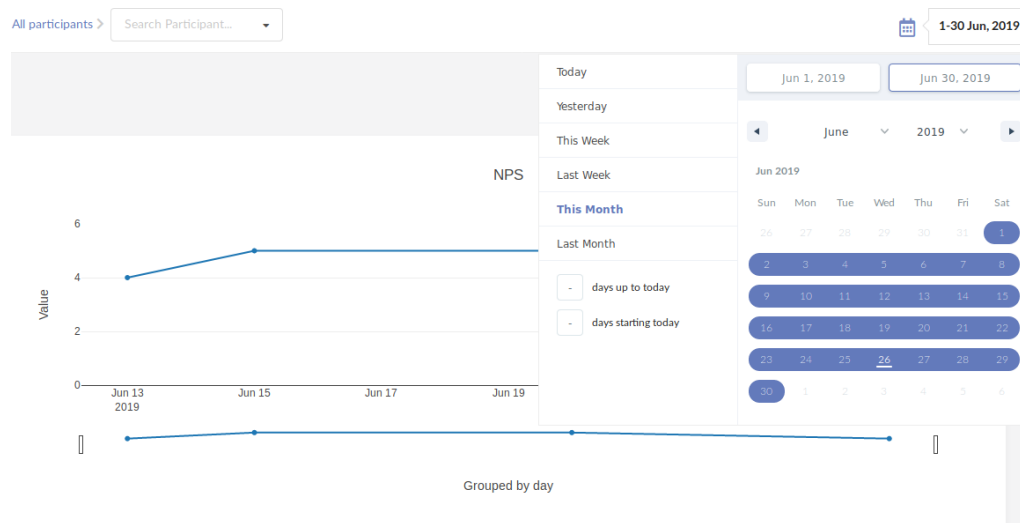 All participants
Search Participant...
1-30 Jun, 2019
Today
Yesterday
This Week
Last Week
This Month
Last Month
- days up to today
- days starting today
Jun 1, 2019 Jun 30, 2019
June 2019
Jun 2019
Sun Mon Tue Wed Thu Fri Sat
26 27 28 29 30 31 1
2 3 4 5 6 7 8
9 10 11 12 13 14 15
16 17 18 19 20 21 22
23 24 25 26 27 28 29
30 1 2 3 4 5 6
NPS
Value
6
4
2
0
Jun 13 Jun 15 Jun 17 Jun 19
2019
Grouped by day